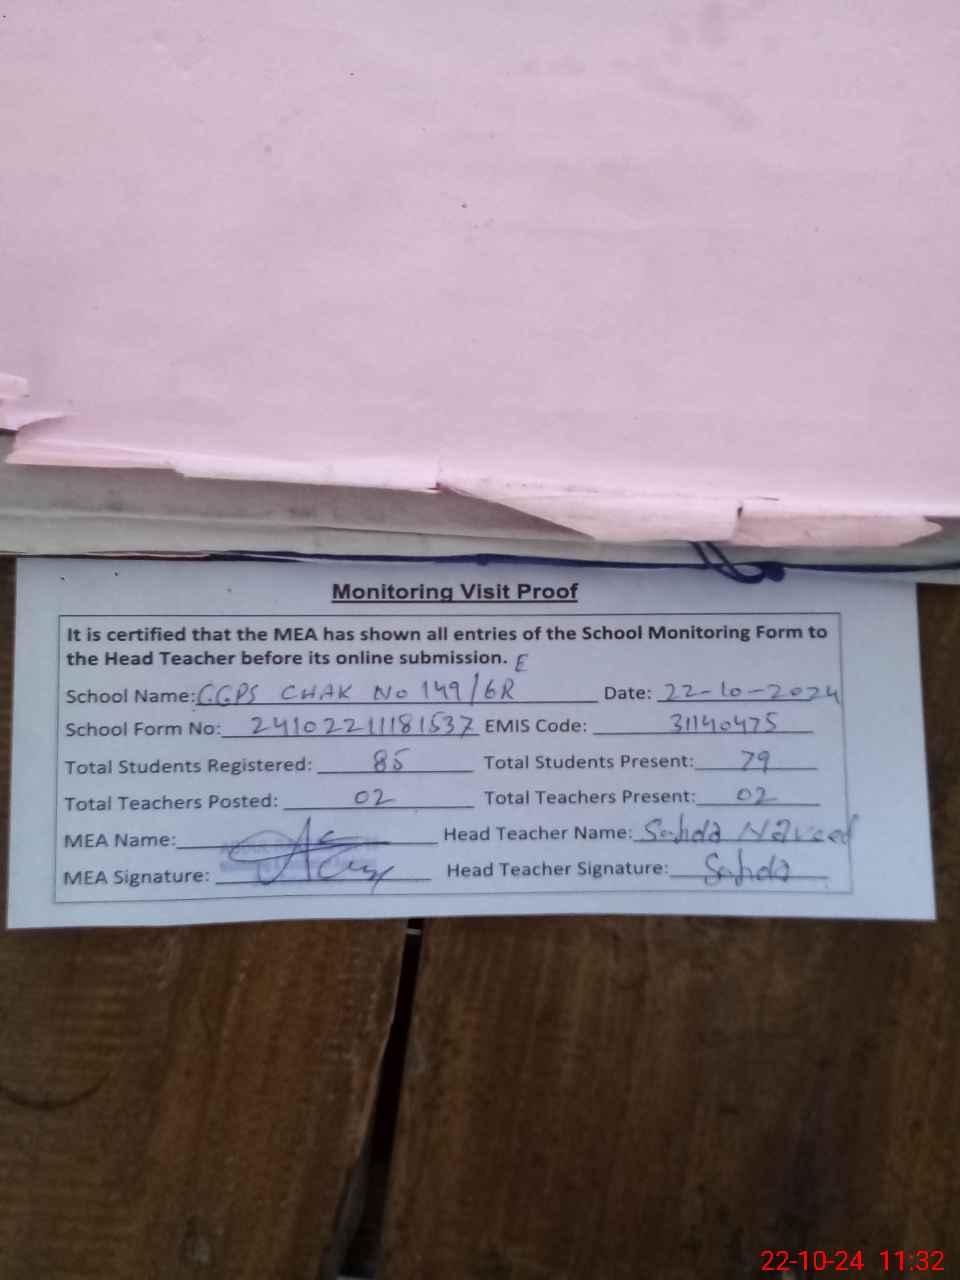 Monitoring Visit Proof
It is certified that the MEA has shown all entries of the School Monitoring Form to
the Head Teacher before its online submission. E
School Name: GGPS CHAK No 149/6R Date: 22-10-2024
School Form No: 24102211181537 EMIS Code: 31140475
Total Students Registered: 85 Total Students Present: 79
Total Teachers Posted: 02 Total Teachers Present: 02
MEA Name: Head Teacher Name: Naveed
MEA Signature: Head Teacher Signature:
22-10-24 11:32